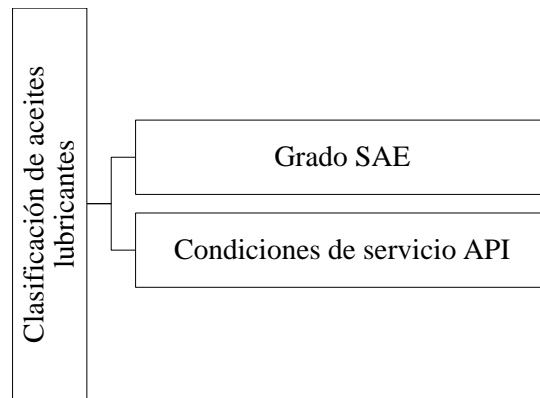 Clasificación de aceites
lubricantes
Grado SAE
Condiciones de servicio API